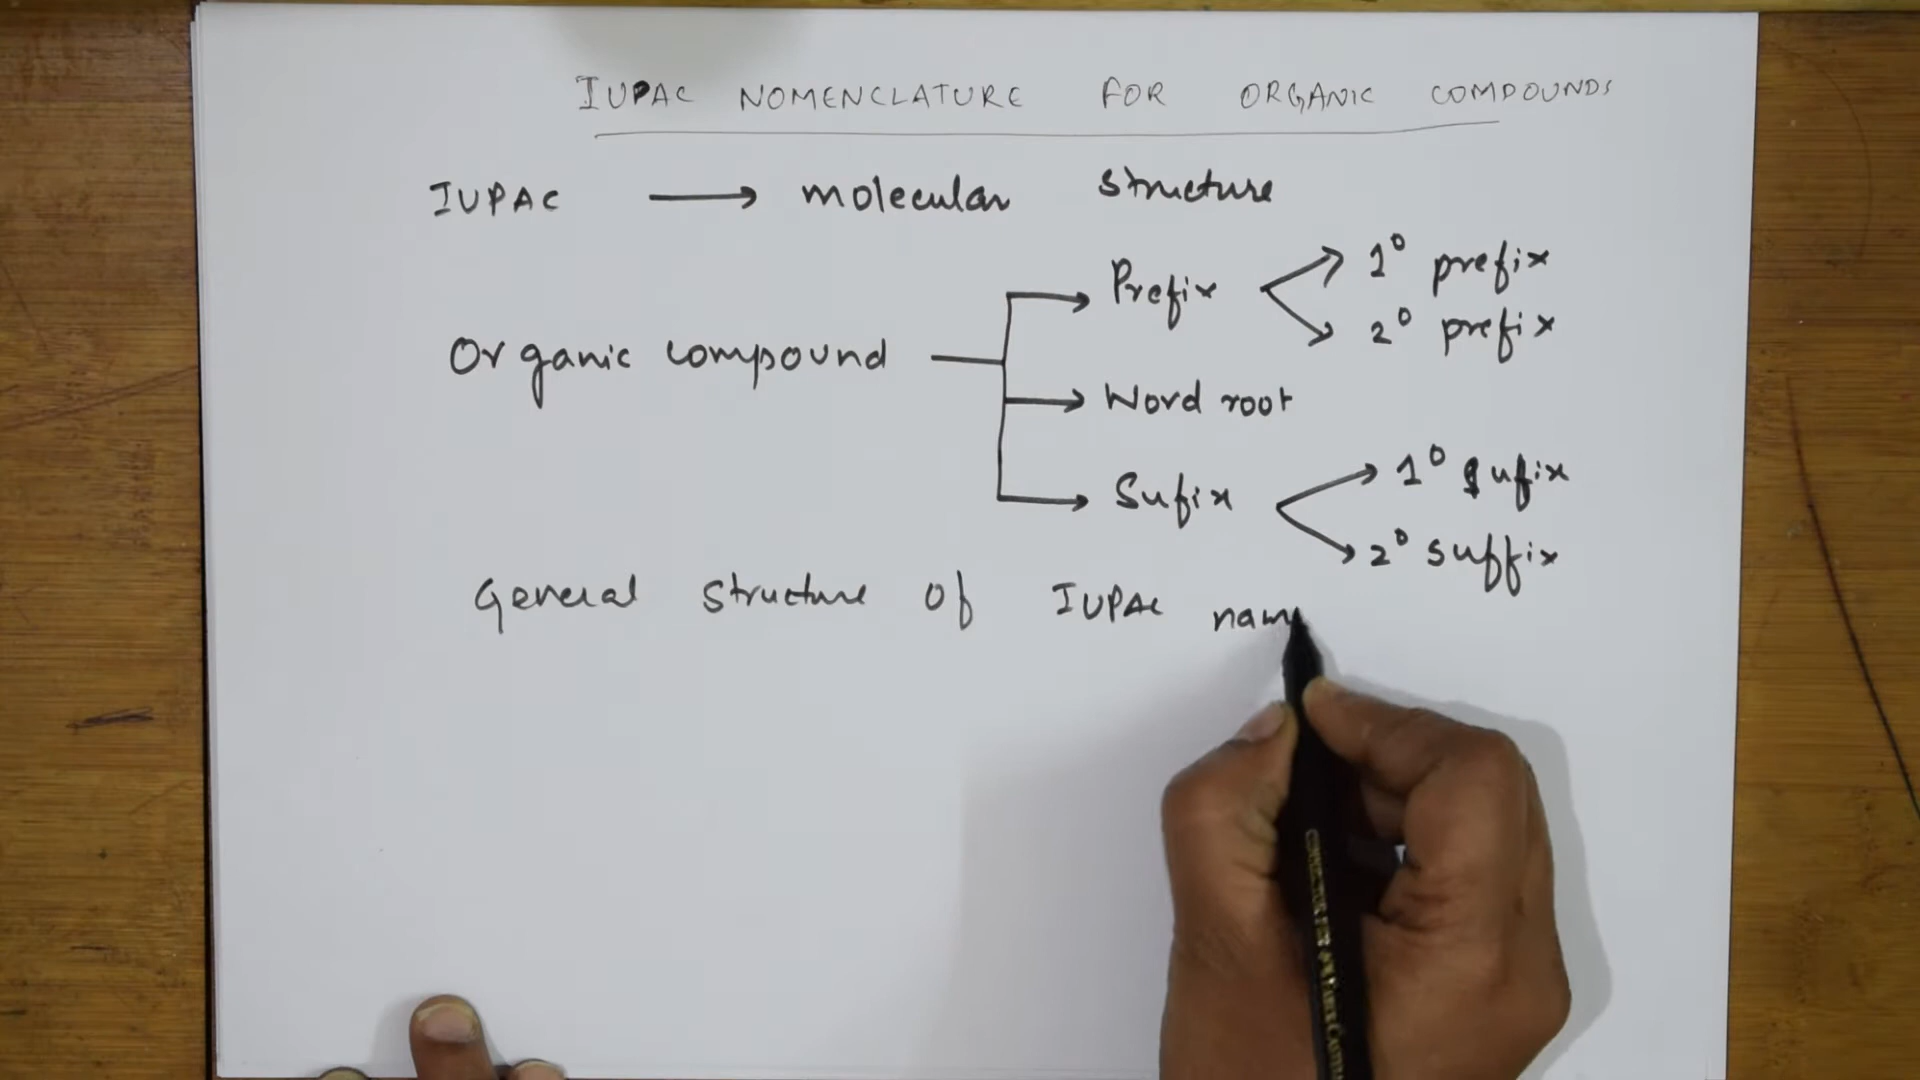 IUPAC NOMENCLATURE FOR ORGANIC COMPOUNDS
IUPAC → molecular structure
Prefix
1° prefix
2° prefix
Organic compound
Word root
Sufix
1° sufix
2° suffix
General structure of IUPAC nam